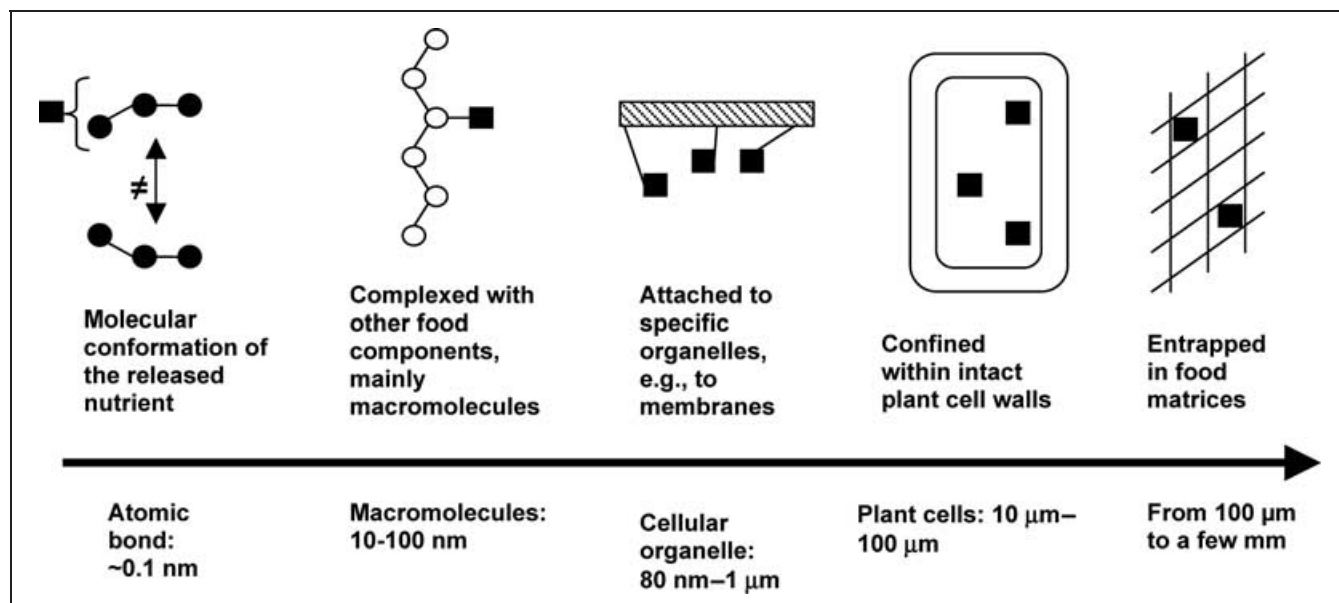 ≠
Molecular
conformation of
the released
nutrient
Complexed with
other food
components,
mainly
macromolecules
Attached to
specific
organelles,
e.g., to
membranes
Confined
within intact
plant cell walls
Entrapped
in food
matrices
Atomic
bond:
~0.1 nm
Macromolecules:
10-100 nm
Cellular
organelle:
80 nm–1 μm
Plant cells: 10 μm–
100 μm
From 100 µm
to a few mm